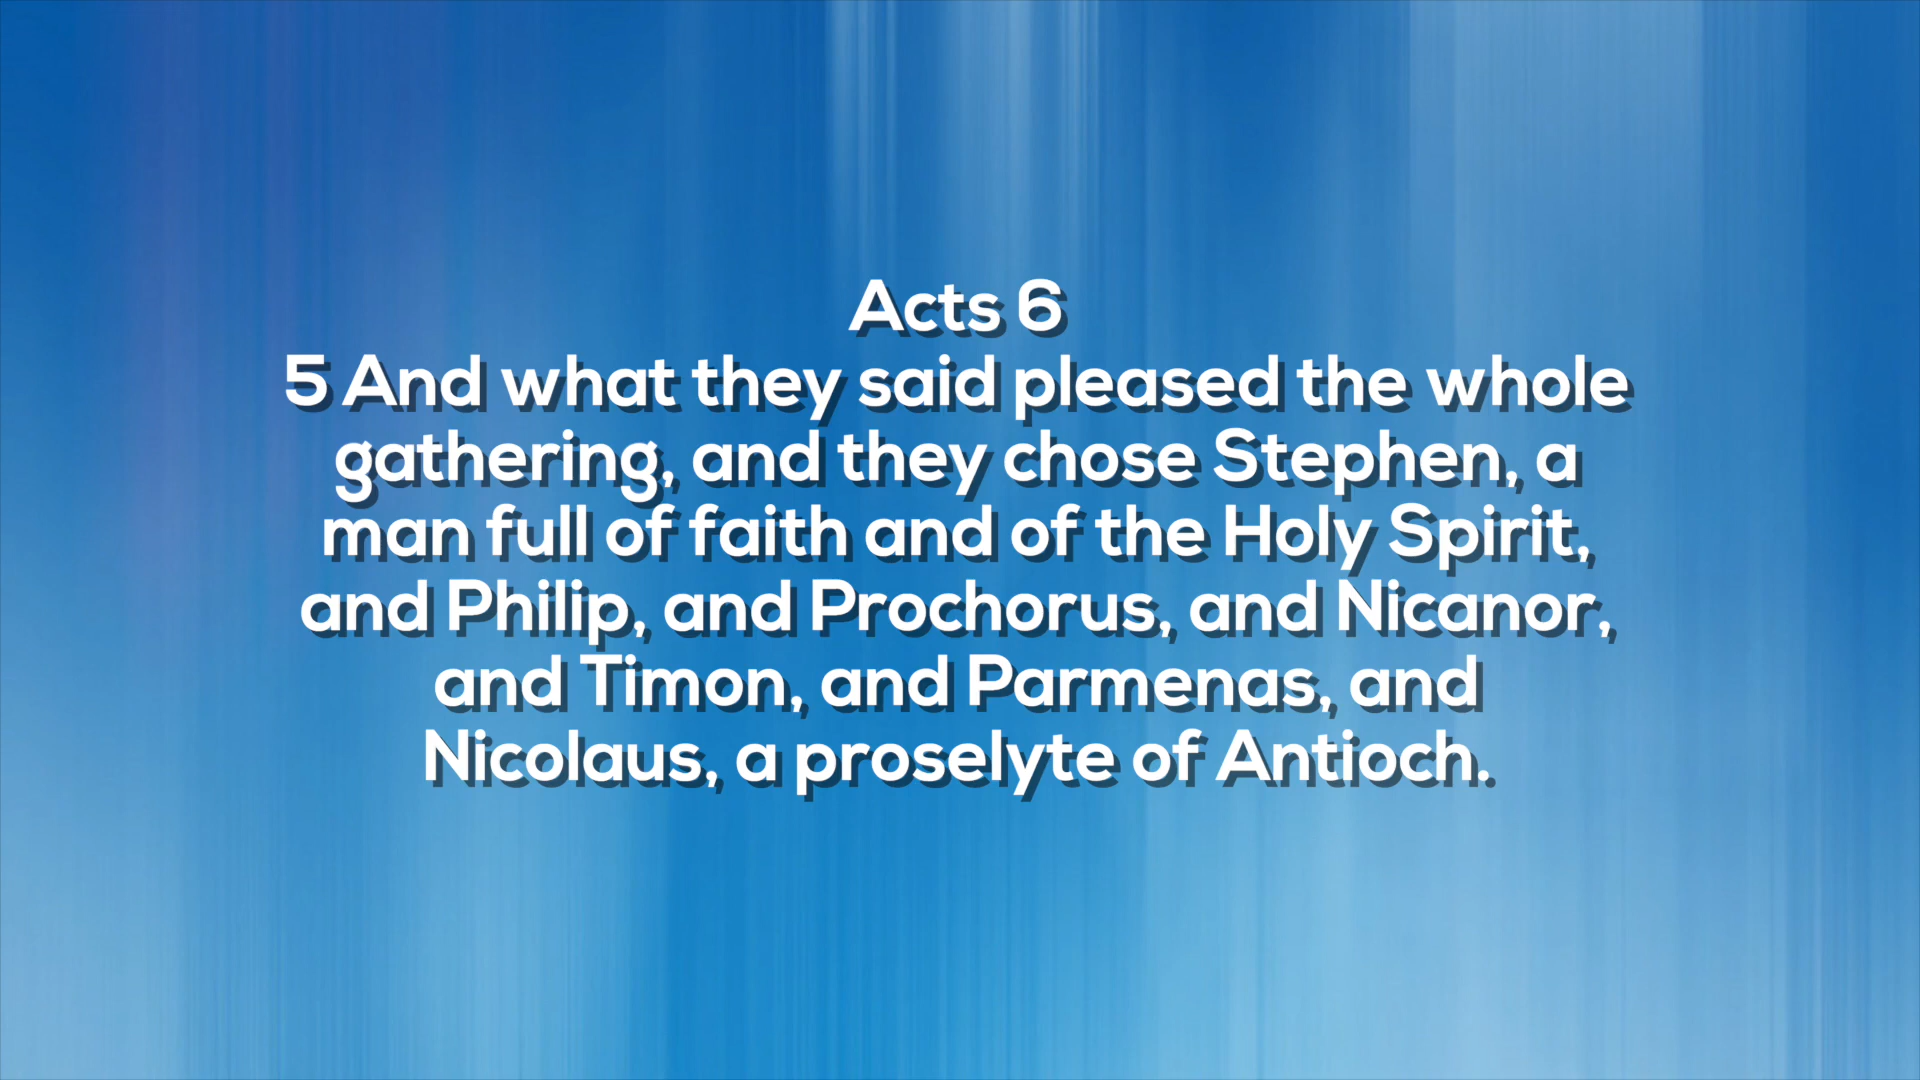 Acts 6
5 And what they said pleased the whole
gathering, and they chose Stephen, a
man full of faith and of the Holy Spirit,
and Philip, and Prochorus, and Nicanor,
and Timon, and Parmenas, and
Nicolaus, a proselyte of Antioch.